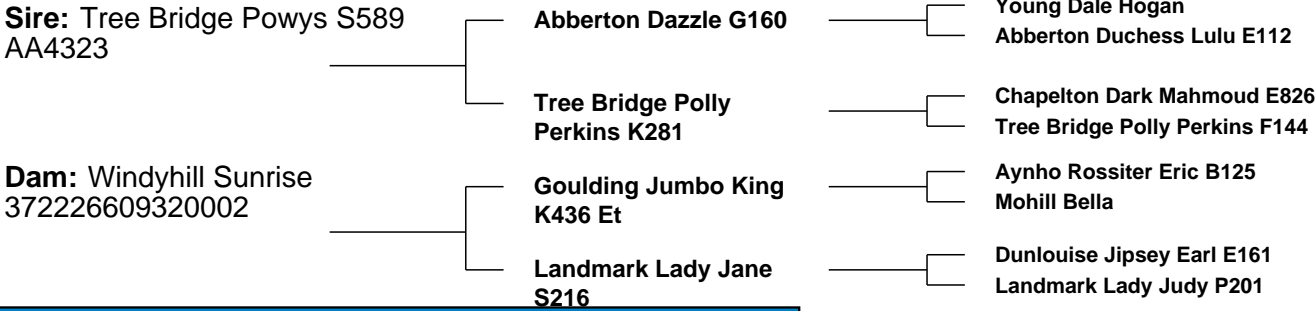 Sire: Tree Bridge Powys S589
AA4323
Abberton Dazzle G160
Young Dale Hogan
Abberton Duchess Lulu E112
Tree Bridge Polly
Perkins K281
Chapelton Dark Mahmoud E826
Tree Bridge Polly Perkins F144
Dam: Windyhill Sunrise
372226609320002
Goulding Jumbo King
K436 Et
Aynho Rossiter Eric B125
Mohill Bella
Landmark Lady Jane
S216
Dunlouise Jipsey Earl E161
Landmark Lady Judy P201